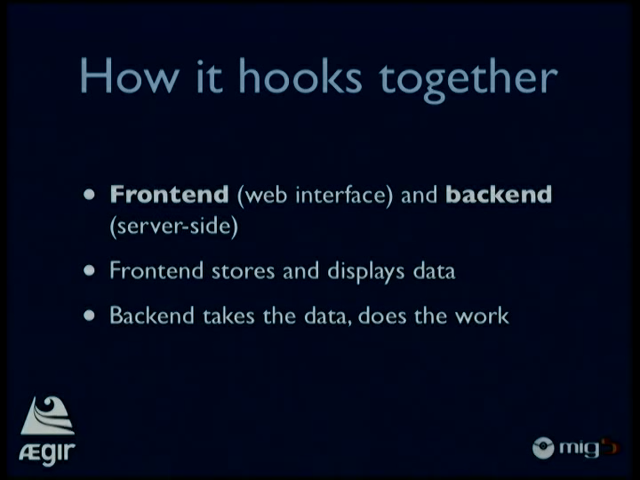 How it hooks together
• Frontend (web interface) and backend
(server-side)
• Frontend stores and displays data
• Backend takes the data, does the work
ÆGIR
mig5